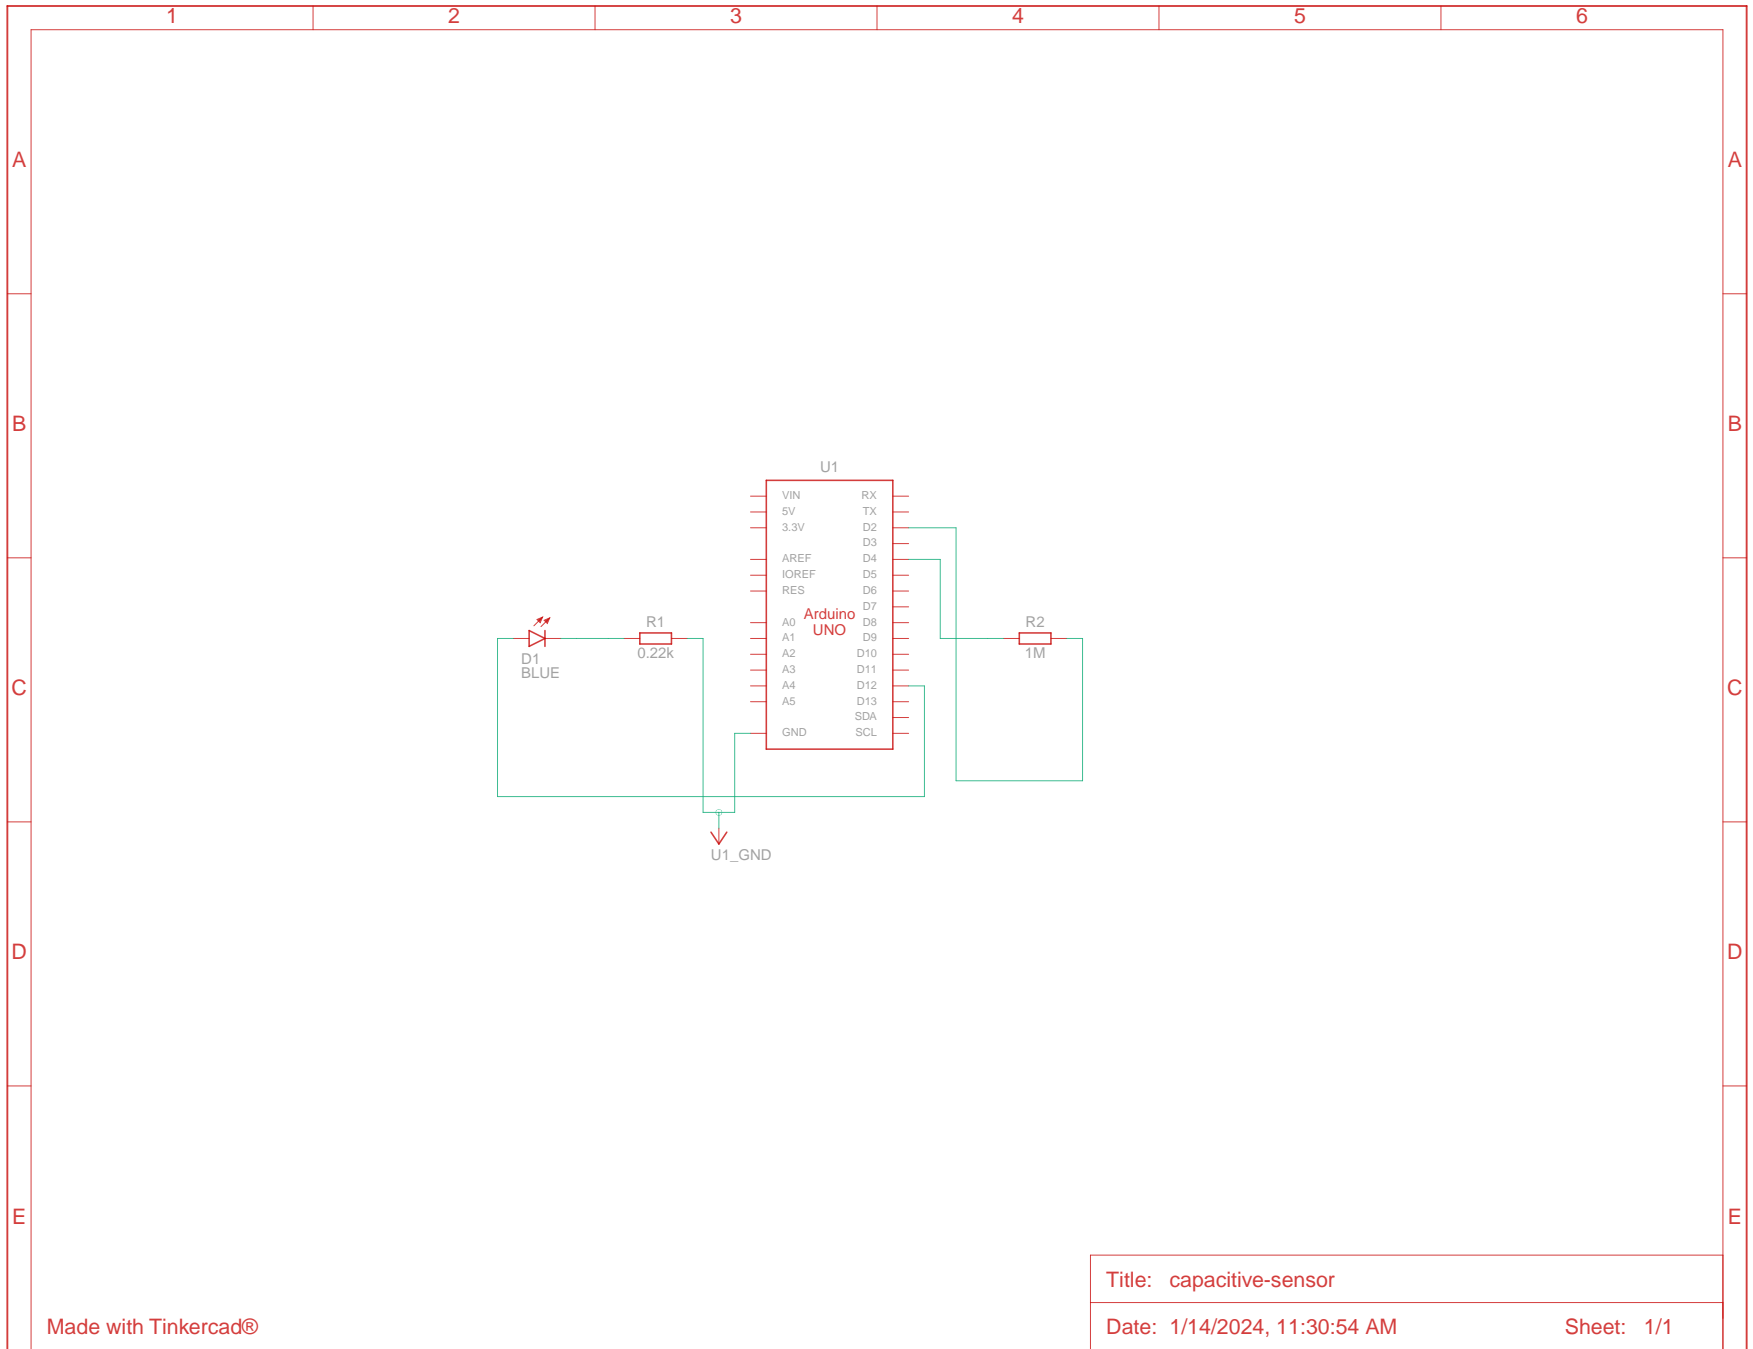 1 2 3 4 5 6
A A
B B
U1
VIN RX
5V TX
3.3V D2
D3
AREF D4
IOREF D5
RES D6
D7
Arduino
A0 D8
UNO
A1 D9
A2 D10
A3 D11
A4 D12
A5 D13
SDA
GND SCL
D1
BLUE
R1
0.22k
R2
1M
C C
U1_GND
D D
E E
Title: capacitive-sensor
Made with Tinkercad®
Date: 1/14/2024, 11:30:54 AM Sheet: 1/1